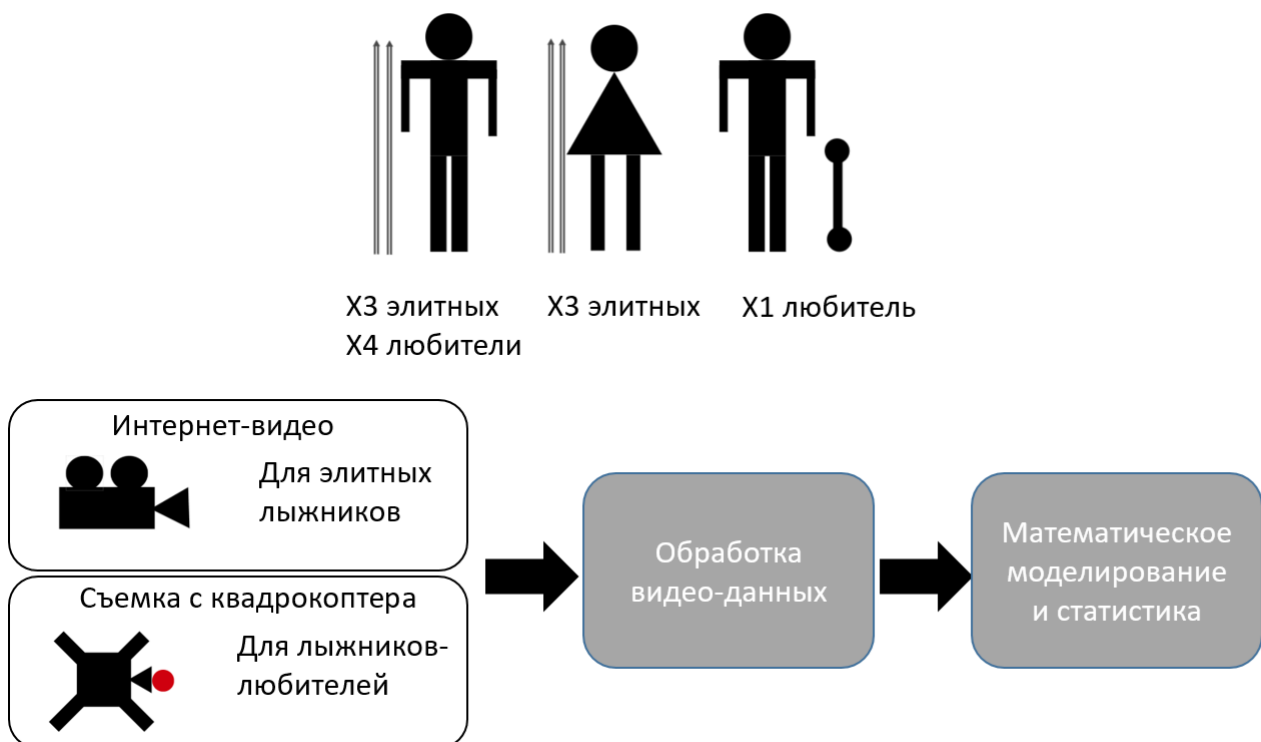 X3 элитных
X4 любители
X3 элитных
X1 любитель
Интернет-видео
Для элитных
лыжников
Съемка с квадрокоптера
Для лыжников-
любителей
Обработка
видео-данных
Математическое
моделирование
и статистика